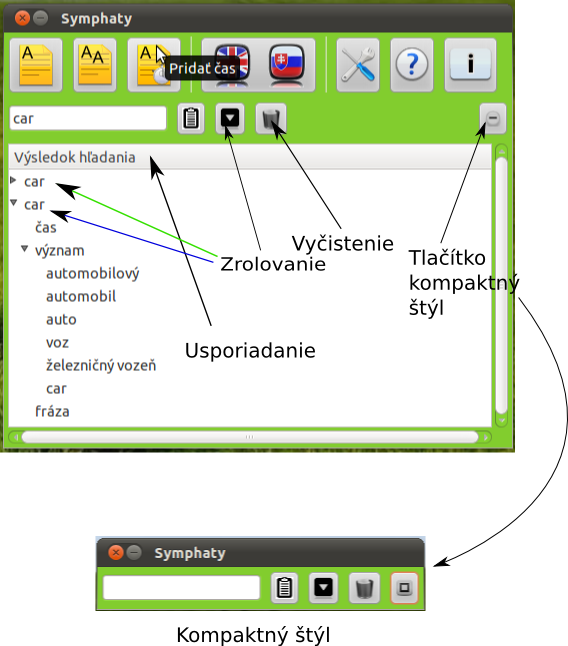 Symphaty
A
AA
A
Pridať čas
?
i
car
Výsledok hľadania
car
car
čas
význam
automobilový
automobil
auto
voz
železničný vozeň
car
fráza
Zrolovanie
Vyčistenie
Tlačítko
kompaktný
štýl
Usporiadanie
Symphaty
Kompaktný štýl